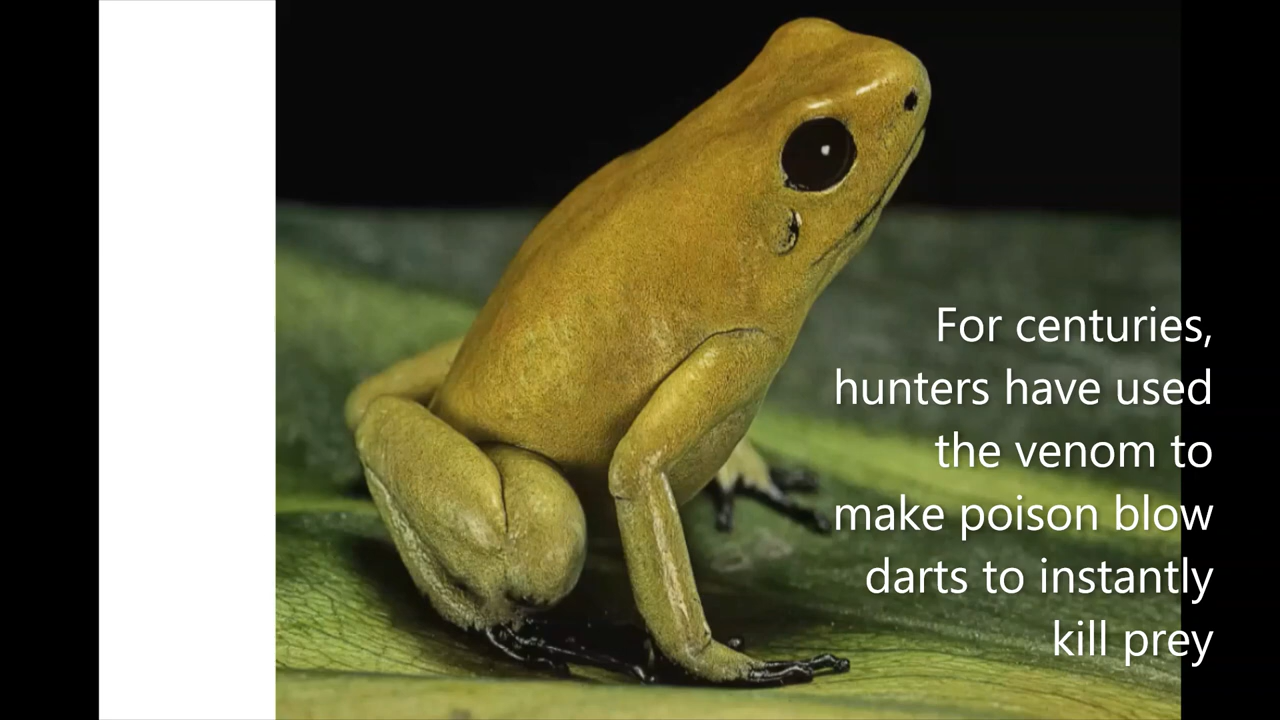 For centuries,
hunters have used
the venom to
make poison blow
darts to instantly
kill prey